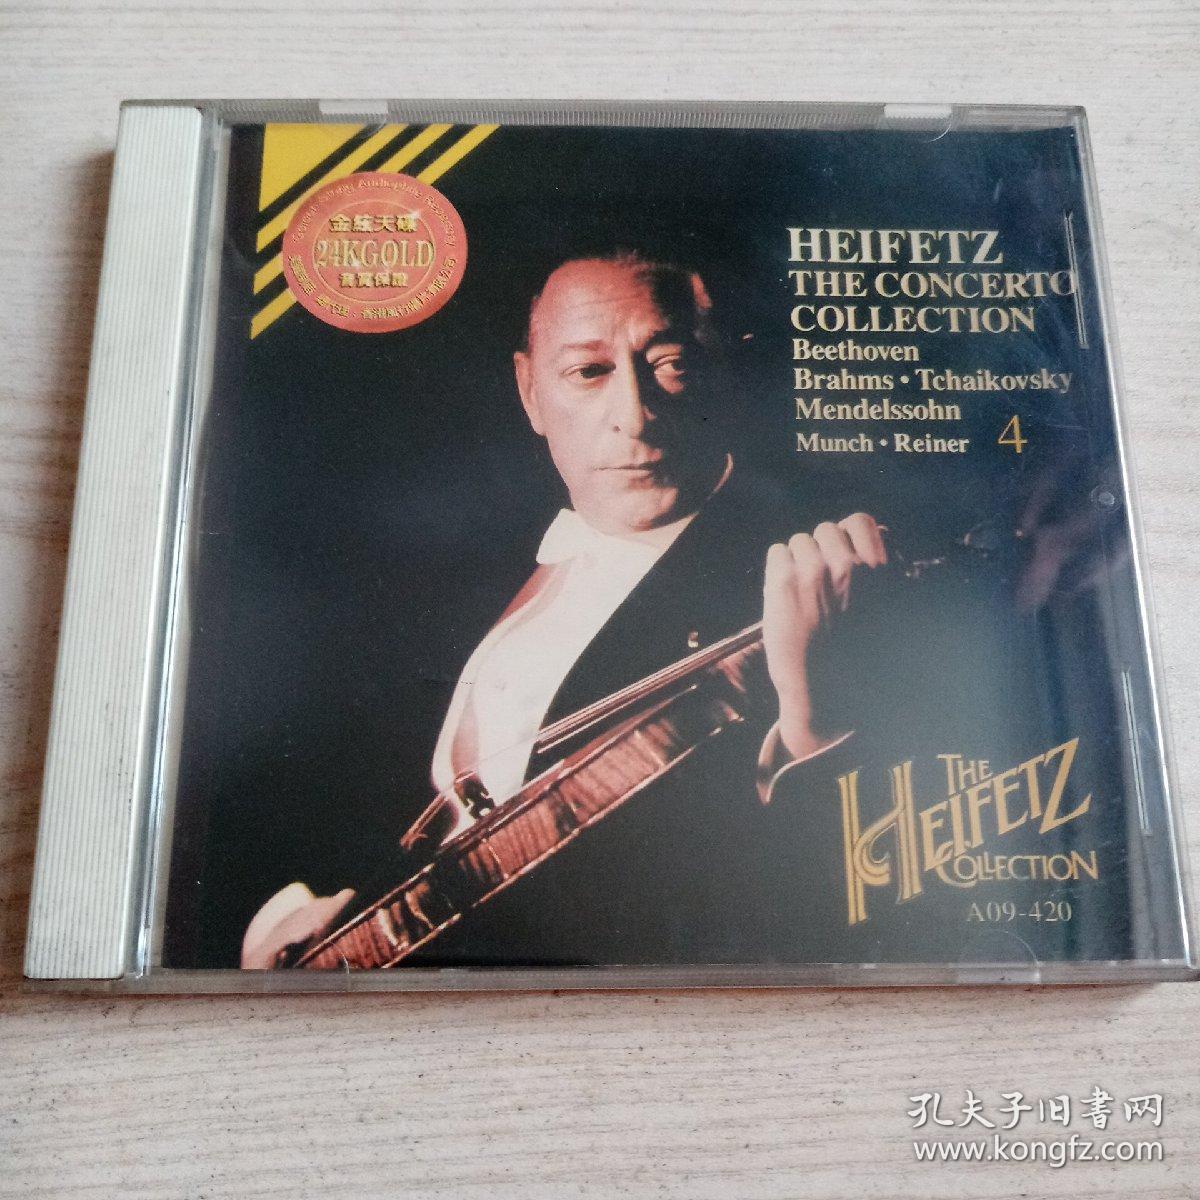 金絃天碟
24KGOLD
音質保證
HEIFETZ
THE CONCERTO
COLLECTION
Beethoven
Brahms • Tchaikovsky
Mendelssohn
Munch • Reiner 4
THE
HEIFETZ
COLLECTION
A09-420
孔夫子旧书网
www.kongfz.com